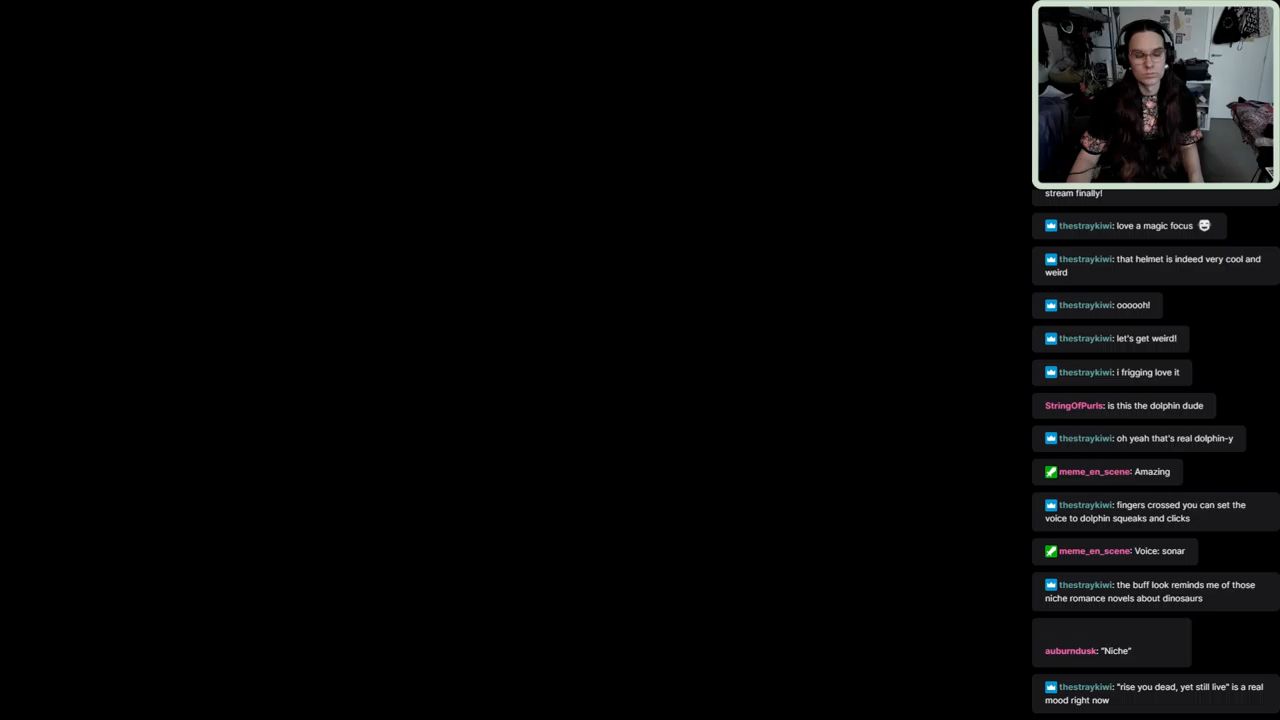 stream finally!
thestraykiwi: love a magic focus
thestraykiwi: that helmet is indeed very cool and
weird
thestraykiwi: oooooh!
thestraykiwi: let's get weird!
thestraykiwi: i frigging love it
StringOfPurls: is this the dolphin dude
thestraykiwi: oh yeah that's real dolphin-y
meme_en_scene: Amazing
thestraykiwi: fingers crossed you can set the
voice to dolphin squeaks and clicks
meme_en_scene: Voice: sonar
thestraykiwi: the buff look reminds me of those
niche romance novels about dinosaurs
auburndusk: "Niche"
thestraykiwi: "rise you dead, yet still live" is a real
mood right now